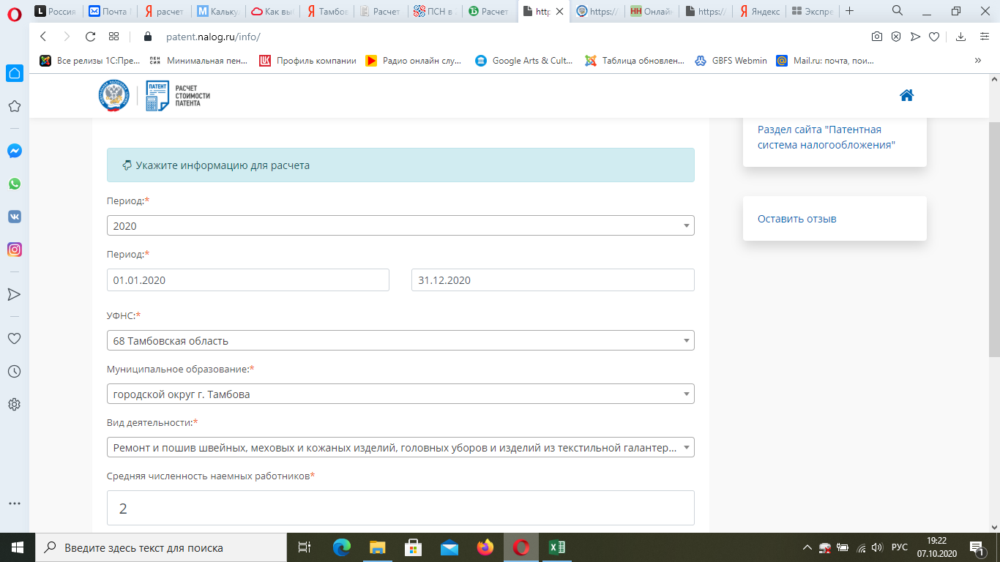 Россия
Почта
расчет
Кальку
Как вы
Тамбов
Расчет
ПСН в
Расчет
http
https:/
Онлайн
https:/
Яндекс
Экспре
patent.nalog.ru/info/
Все релизы 1С:Пре...
Минимальная пен...
Профиль компании
Радио онлайн слу...
Google Arts & Cult...
Таблица обновлен...
GBFS Webmin
Mail.ru: почта, пои...
ПАТЕНТ
РАСЧЕТ
СТОИМОСТИ
ПАТЕНТА
Раздел сайта "Патентная
система налогообложения"
Оставить отзыв
Укажите информацию для расчета
Период:*
2020
Период:*
01.01.2020 31.12.2020
УФНС:*
68 Тамбовская область
Муниципальное образование:*
городской округ г. Тамбова
Вид деятельности:*
Ремонт и пошив швейных, меховых и кожаных изделий, головных уборов и изделий из текстильной галантер...
Средняя численность наемных работников*
2
Введите здесь текст для поиска
РУС
19:22
07.10.2020
1